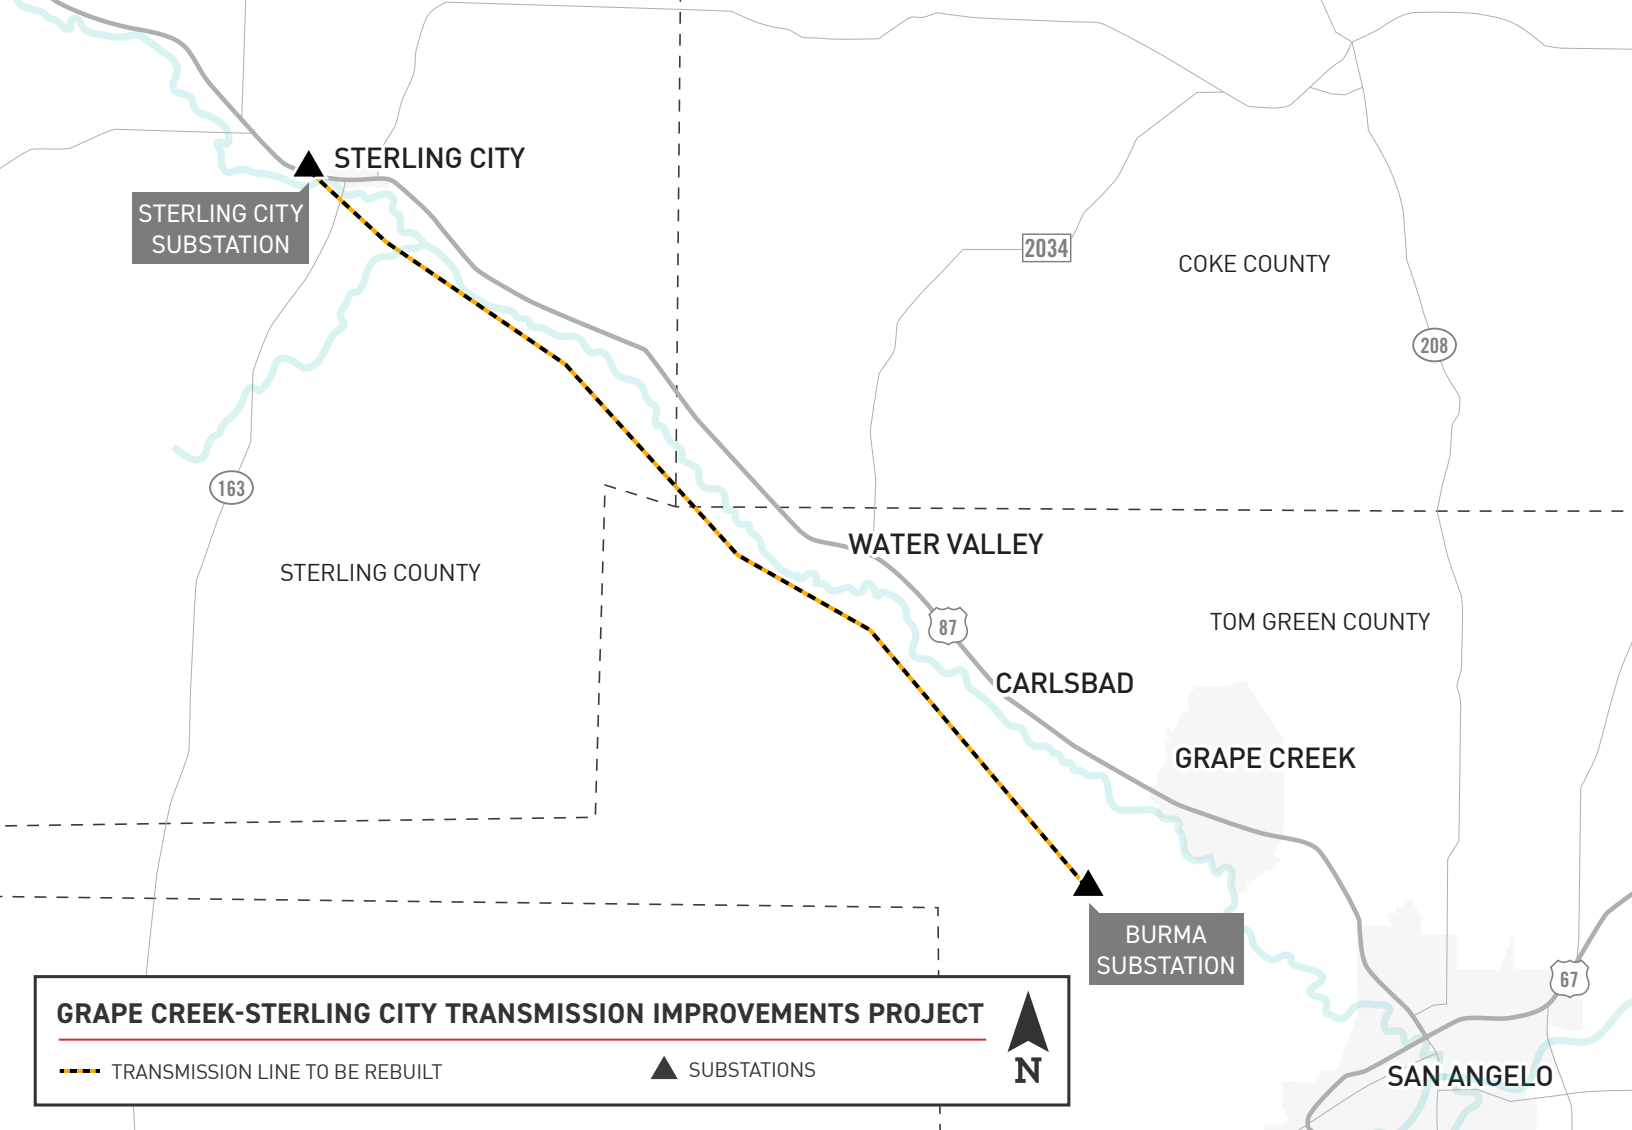 STERLING CITY
STERLING CITY
SUBSTATION
2034
COKE COUNTY
208
163
WATER VALLEY
STERLING COUNTY
87
TOM GREEN COUNTY
CARLSBAD
GRAPE CREEK
BURMA
SUBSTATION
67
GRAPE CREEK-STERLING CITY TRANSMISSION IMPROVEMENTS PROJECT
TRANSMISSION LINE TO BE REBUILT
SUBSTATIONS
N
SAN ANGELO